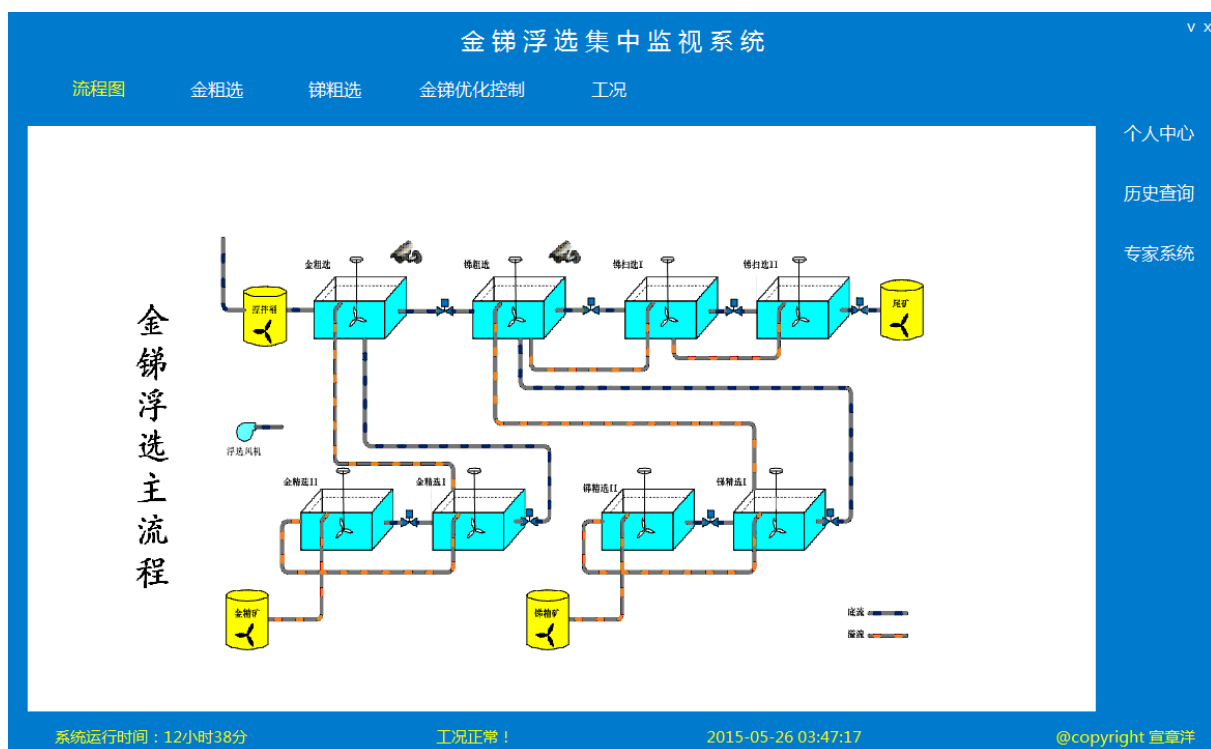 金锑浮选集中监视系统
v x
流程图 金粗选 锑粗选 金锑优化控制 工况
个人中心
历史查询
专家系统
金锑浮选主流程
金粗选 锑粗选 锑扫选I 锑扫选II
搅拌桶 尾矿
浮选风机
金精选II 金精选I 锑精选II 锑精选I
金精矿 锑精矿
底流
溢流
系统运行时间：12小时38分 工况正常！ 2015-05-26 03:47:17 @copyright 宣章洋